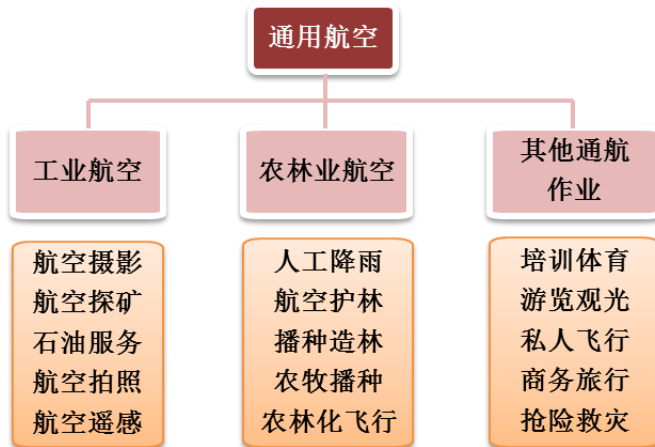 通用航空
工业航空
农林业航空
其他通航
作业
航空摄影
航空探矿
石油服务
航空拍照
航空遥感
人工降雨
航空护林
播种造林
农牧播种
农林化飞行
培训体育
游览观光
私人飞行
商务旅行
抢险救灾